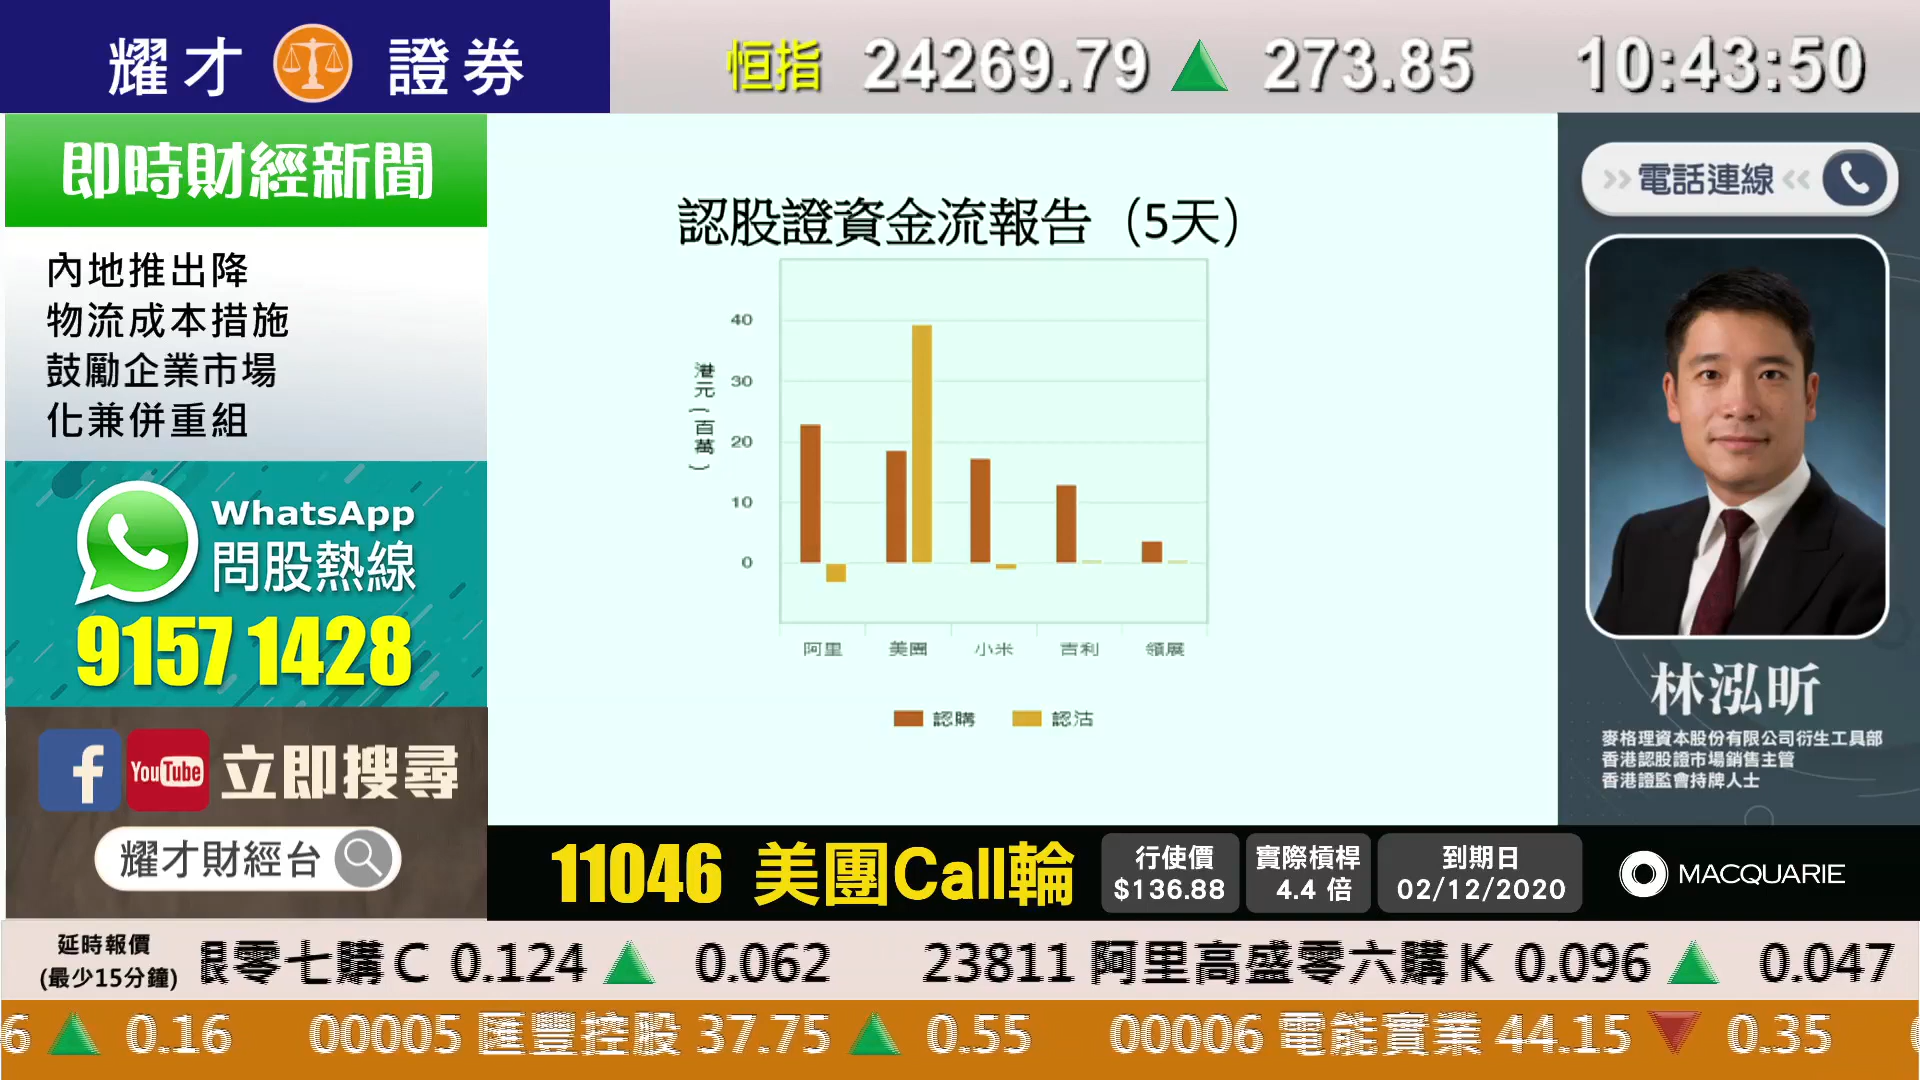 耀才 證券
恒指 24269.79 273.85 10:43:50
即時財經新聞
內地推出降
物流成本措施
鼓勵企業市場
化兼併重組
WhatsApp
問股熱線
9157 1428
f YouTube 立即搜尋
耀才財經台
認股證資金流報告（5天）
港元(百萬)
40
30
20
10
0
阿里 美團 小米 吉利 領展
認購 認沽
電話連線
林泓昕
麥格理資本股份有限公司衍生工具部
香港認股證市場銷售主管
香港證監會持牌人士
11046 美團Call輪
行使價
$136.88
實際槓桿
4.4 倍
到期日
02/12/2020
MACQUARIE
延時報價
(最少15分鐘)
零七購C 0.124 0.062 23811 阿里高盛零六購K 0.096 0.047
6 0.16 00005 匯豐控股 37.75 0.55 00006 電能實業 44.15 0.35